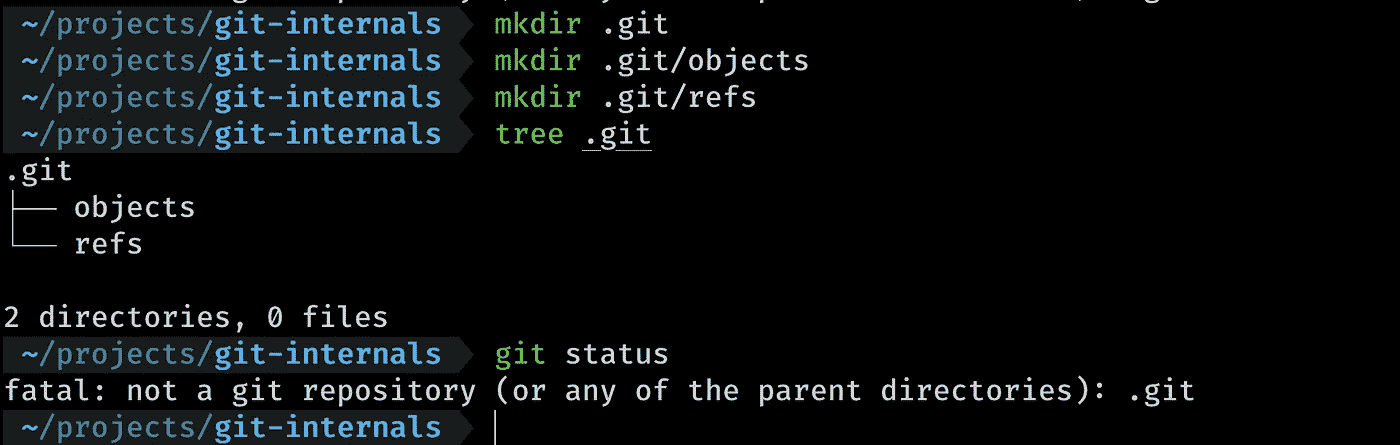 ~/projects/git-internals mkdir .git
~/projects/git-internals mkdir .git/objects
~/projects/git-internals mkdir .git/refs
~/projects/git-internals tree .git
.git
├── objects
└── refs
2 directories, 0 files
~/projects/git-internals git status
fatal: not a git repository (or any of the parent directories): .git
~/projects/git-internals